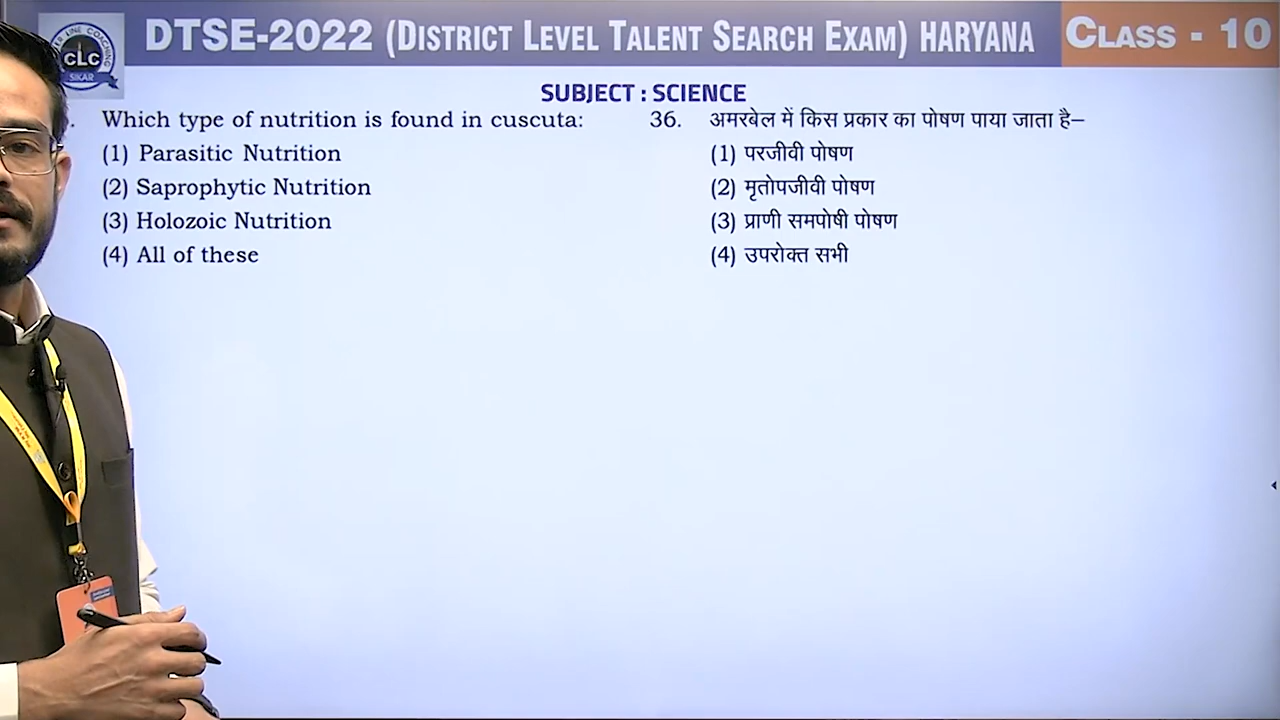 DTSE-2022 (DISTRICT LEVEL TALENT SEARCH EXAM) HARYANA
CLASS - 10
CLC
SIKAR
SUBJECT : SCIENCE
Which type of nutrition is found in cuscuta:
(1) Parasitic Nutrition
(2) Saprophytic Nutrition
(3) Holozoic Nutrition
(4) All of these
36. अमरबेल में किस प्रकार का पोषण पाया जाता है–
(1) परजीवी पोषण
(2) मृतोपजीवी पोषण
(3) प्राणी समपोषी पोषण
(4) उपरोक्त सभी